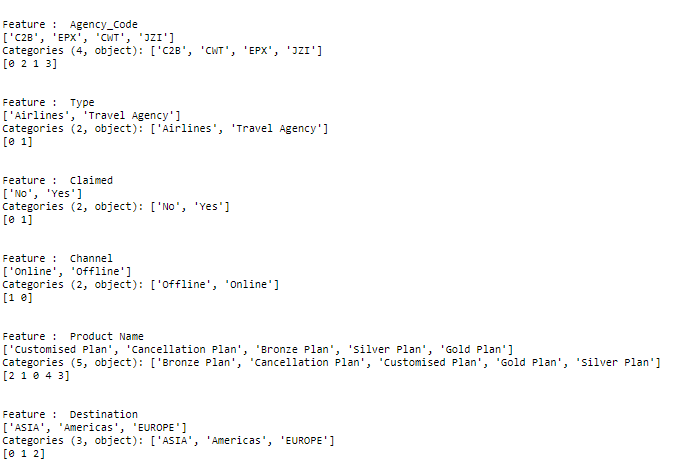 Feature :  Agency_Code
['C2B', 'EPX', 'CWT', 'JZI']
Categories (4, object): ['C2B', 'CWT', 'EPX', 'JZI']
[0 2 1 3]
Feature :  Type
['Airlines', 'Travel Agency']
Categories (2, object): ['Airlines', 'Travel Agency']
[0 1]
Feature :  Claimed
['No', 'Yes']
Categories (2, object): ['No', 'Yes']
[0 1]
Feature :  Channel
['Online', 'Offline']
Categories (2, object): ['Offline', 'Online']
[1 0]
Feature :  Product Name
['Customised Plan', 'Cancellation Plan', 'Bronze Plan', 'Silver Plan', 'Gold Plan']
Categories (5, object): ['Bronze Plan', 'Cancellation Plan', 'Customised Plan', 'Gold Plan', 'Silver Plan']
[2 1 0 4 3]
Feature :  Destination
['ASIA', 'Americas', 'EUROPE']
Categories (3, object): ['ASIA', 'Americas', 'EUROPE']
[0 1 2]